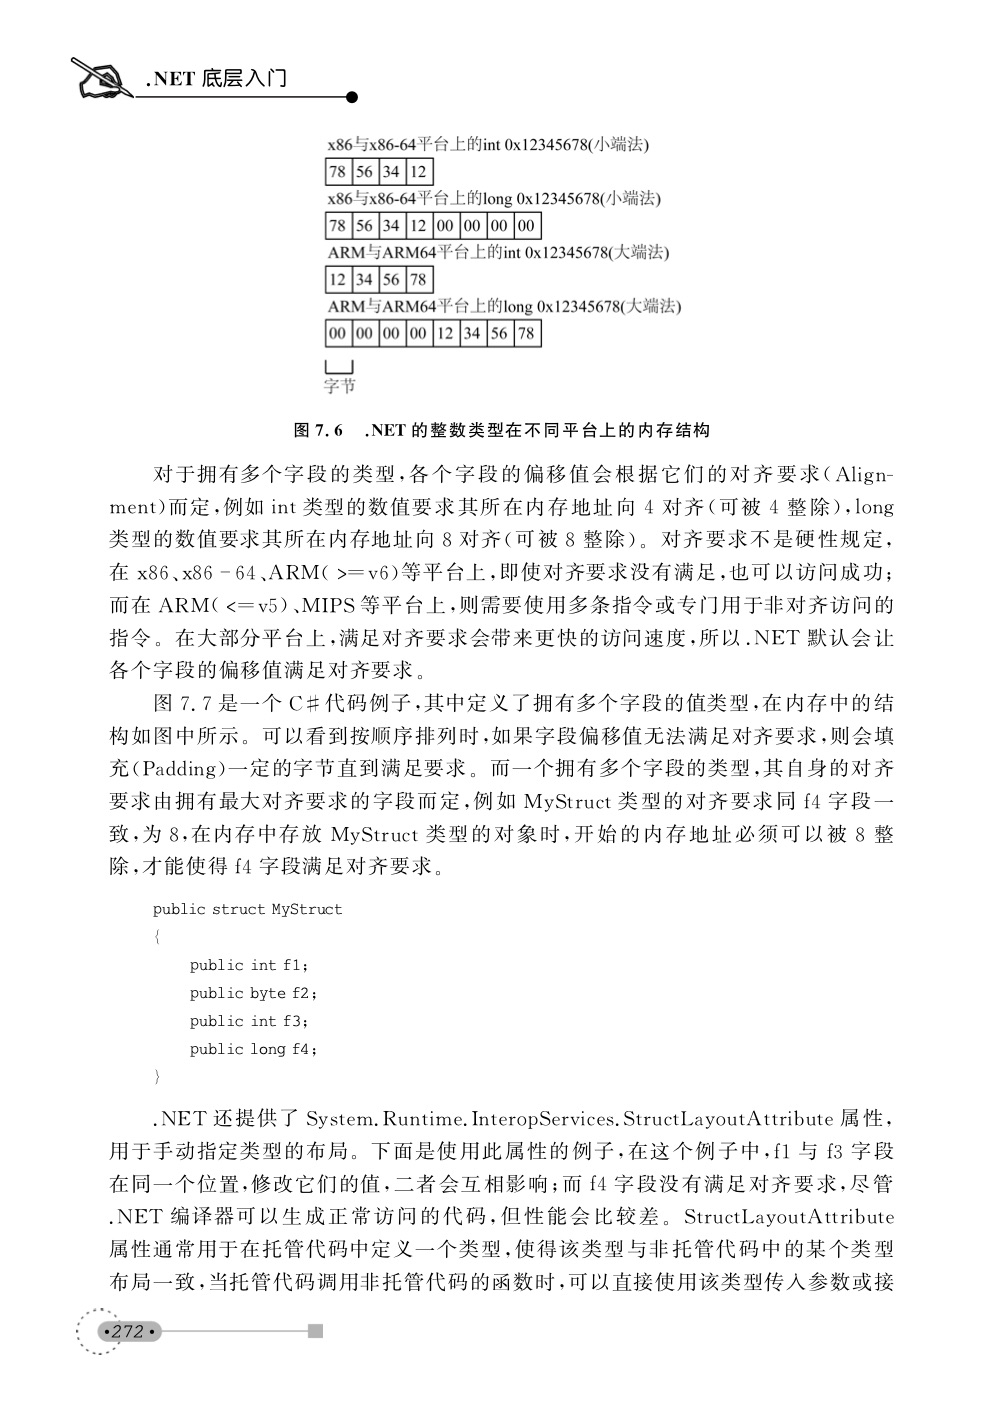 .NET 底层入门
x86与x86-64平台上的int 0x12345678(小端法)
78 56 34 12
x86与x86-64平台上的long 0x12345678(小端法)
78 56 34 12 00 00 00 00
ARM与ARM64平台上的int 0x12345678(大端法)
12 34 56 78
ARM与ARM64平台上的long 0x12345678(大端法)
00 00 00 00 12 34 56 78
字节
图 7.6 .NET 的整数类型在不同平台上的内存结构
对于拥有多个字段的类型,各个字段的偏移值会根据它们的对齐要求(Align-
ment)而定,例如 int 类型的数值要求其所在内存地址向 4 对齐(可被 4 整除),long
类型的数值要求其所在内存地址向 8 对齐(可被 8 整除)。对齐要求不是硬性规定,
在 x86、x86-64、ARM(>=v6)等平台上,即使对齐要求没有满足,也可以访问成功;
而在 ARM(<=v5)、MIPS 等平台上,则需要使用多条指令或专门用于非对齐访问的
指令。在大部分平台上,满足对齐要求会带来更快的访问速度,所以.NET 默认会让
各个字段的偏移值满足对齐要求。
图 7.7 是一个 C#代码例子,其中定义了拥有多个字段的值类型,在内存中的结
构如图中所示。可以看到按顺序排列时,如果字段偏移值无法满足对齐要求,则会填
充(Padding)一定的字节直到满足要求。而一个拥有多个字段的类型,其自身的对齐
要求由拥有最大对齐要求的字段而定,例如 MyStruct 类型的对齐要求同 f4 字段一
致,为 8,在内存中存放 MyStruct 类型的对象时,开始的内存地址必须可以被 8 整
除,才能使得 f4 字段满足对齐要求。
public struct MyStruct
{
public int f1;
public byte f2;
public int f3;
public long f4;
}
.NET 还提供了 System.Runtime.InteropServices.StructLayoutAttribute 属性,
用于手动指定类型的布局。下面是使用此属性的例子,在这个例子中,f1 与 f3 字段
在同一个位置,修改它们的值,二者会互相影响;而 f4 字段没有满足对齐要求,尽管
.NET 编译器可以生成正常访问的代码,但性能会比较差。StructLayoutAttribute
属性通常用于在托管代码中定义一个类型,使得该类型与非托管代码中的某个类型
布局一致,当托管代码调用非托管代码的函数时,可以直接使用该类型传入参数或接
·272·